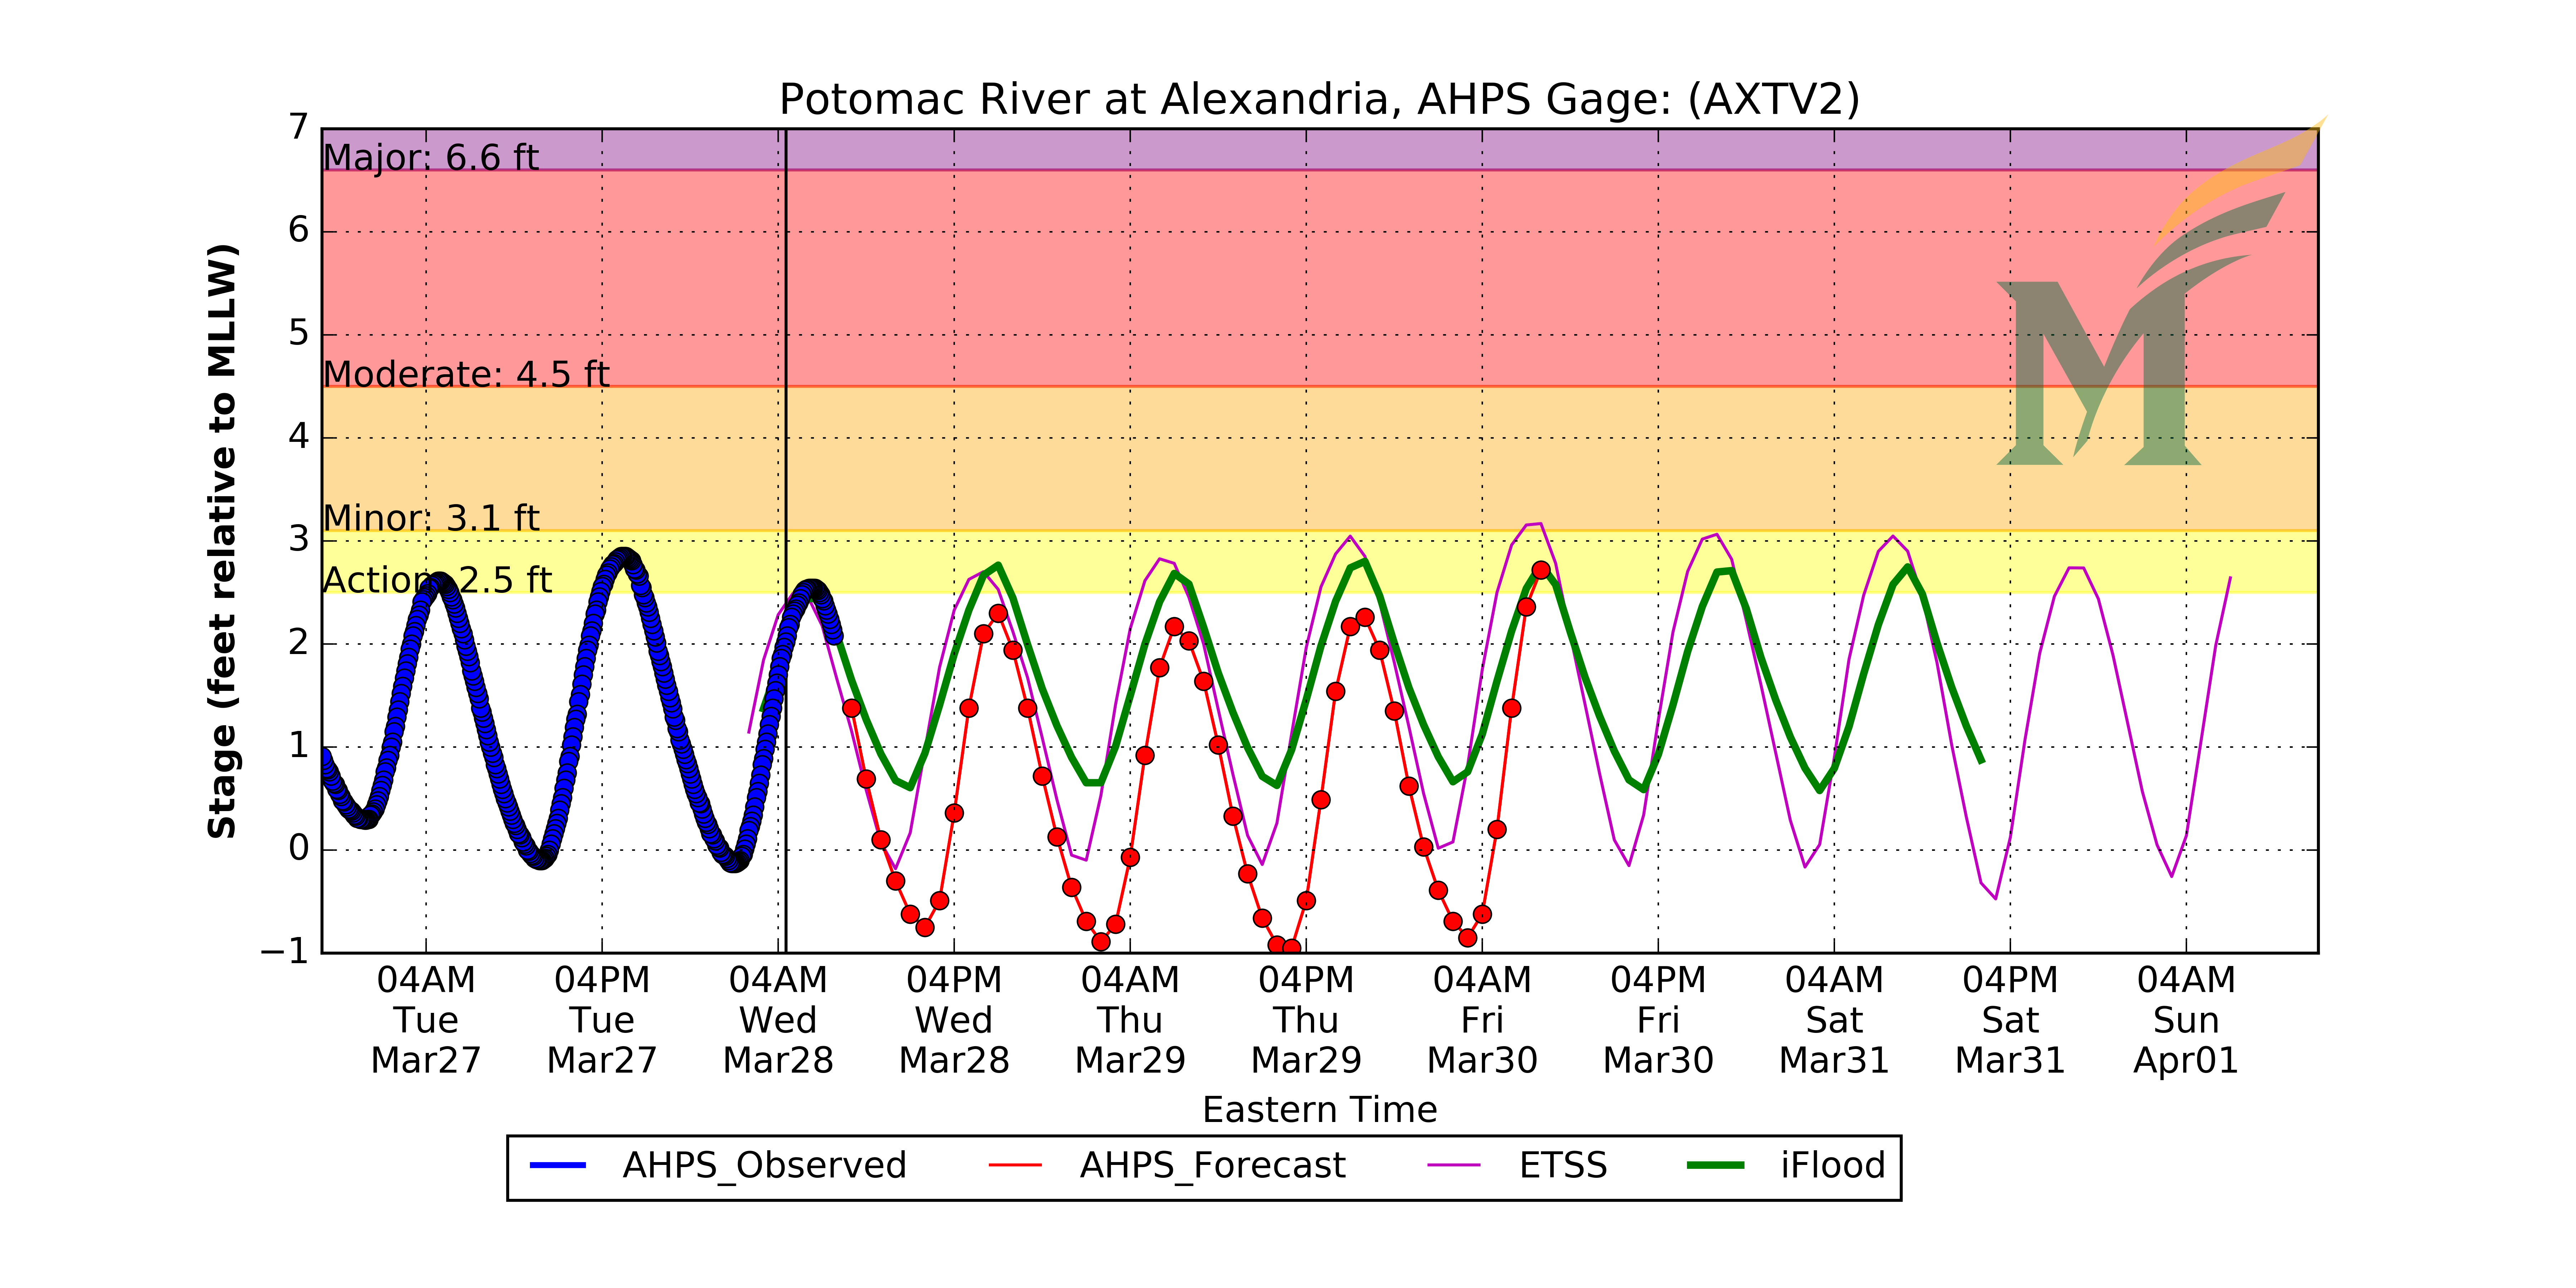 Potomac River at Alexandria, AHPS Gage: (AXTV2)
7
Major: 6.6 ft
6
5
Moderate: 4.5 ft
4
Minor: 3.1 ft
3
Action: 2.5 ft
2
1
0
−1
Stage (feet relative to MLLW)
04AM 04PM 04AM 04PM 04AM 04PM 04AM 04PM 04AM 04PM 04AM
Tue Tue Wed Wed Thu Thu Fri Fri Sat Sat Sun
Mar27 Mar27 Mar28 Mar28 Mar29 Mar29 Mar30 Mar30 Mar31 Mar31 Apr01
Eastern Time
AHPS_Observed AHPS_Forecast ETSS iFlood
M